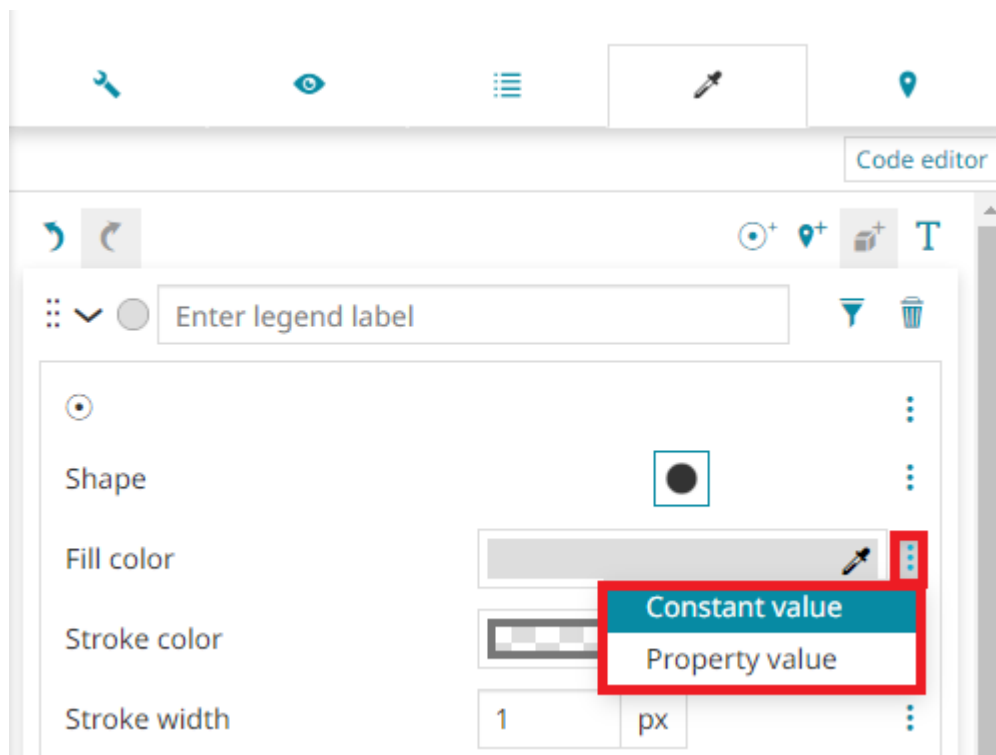 Code editor
T
Enter legend label
Shape
Fill color
Constant value
Stroke color
Property value
Stroke width
1
px